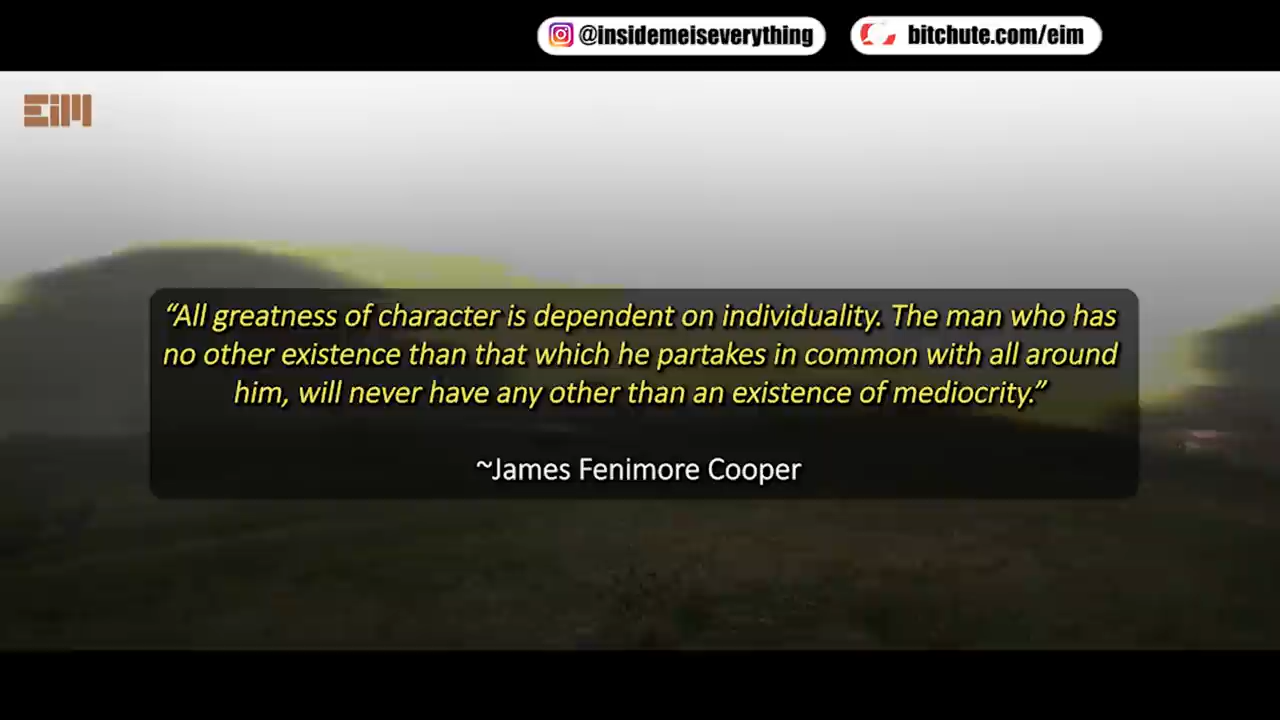 @insidemeiseverything
bitchute.com/eim
EiM
“All greatness of character is dependent on individuality. The man who has
no other existence than that which he partakes in common with all around
him, will never have any other than an existence of mediocrity.”
~James Fenimore Cooper